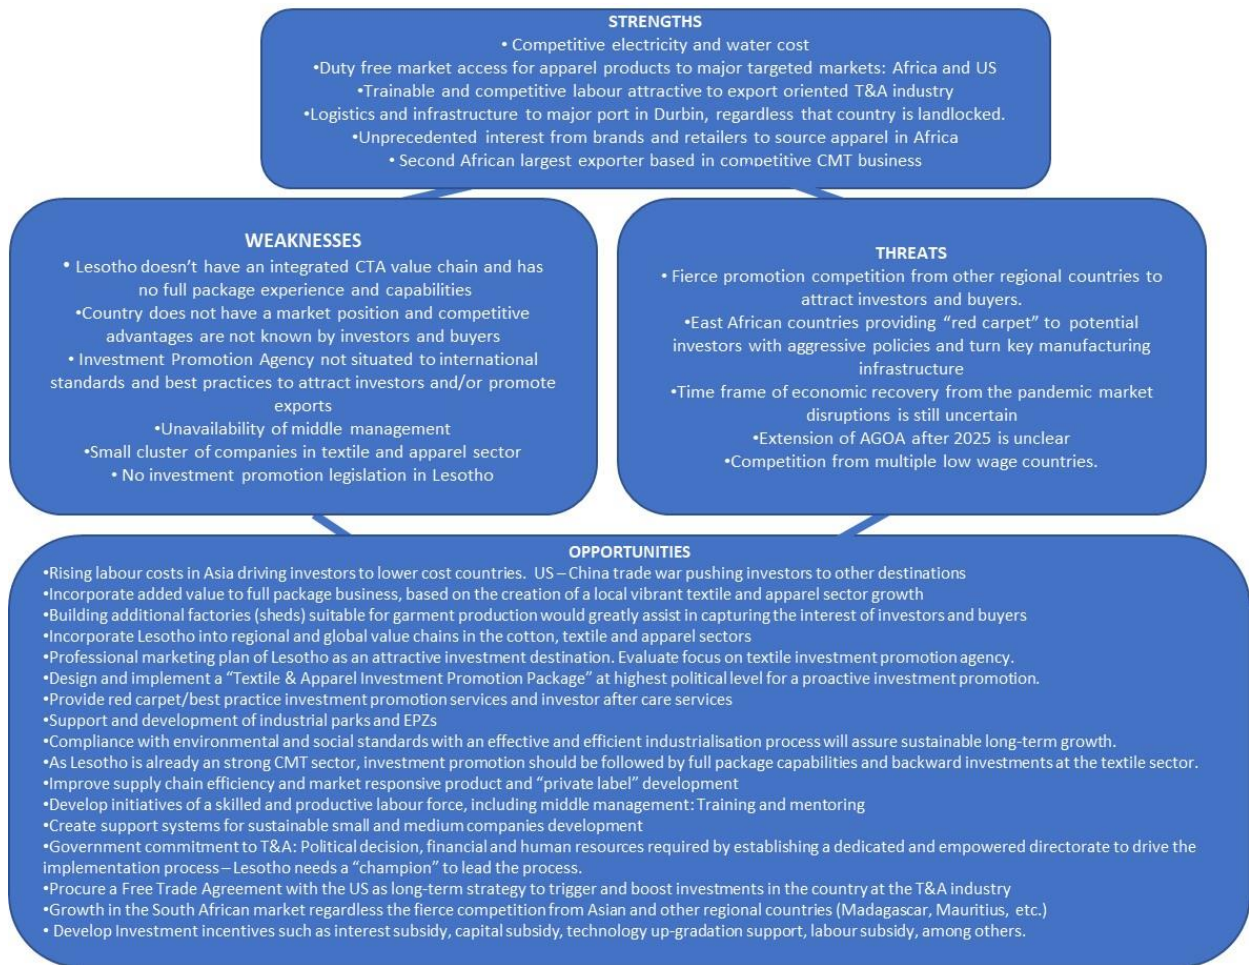 STRENGTHS
• Competitive electricity and water cost
•Duty free market access for apparel products to major targeted markets: Africa and US
•Trainable and competitive labour attractive to export oriented T&A industry
•Logistics and infrastructure to major port in Durbin, regardless that country is landlocked.
•Unprecedented interest from brands and retailers to source apparel in Africa
• Second African largest exporter based in competitive CMT business
WEAKNESSES
• Lesotho doesn't have an integrated CTA value chain and has
no full package experience and capabilities
•Country does not have a market position and competitive
advantages are not known by investors and buyers
• Investment Promotion Agency not situated to international
standards and best practices to attract investors and/or promote
exports
•Unavailability of middle management
•Small cluster of companies in textile and apparel sector
• No investment promotion legislation in Lesotho
THREATS
• Fierce promotion competition from other regional countries to
attract investors and buyers.
•East African countries providing “red carpet” to potential
investors with aggressive policies and turn key manufacturing
infrastructure
•Time frame of economic recovery from the pandemic market
disruptions is still uncertain
•Extension of AGOA after 2025 is unclear
•Competition from multiple low wage countries.
OPPORTUNITIES
•Rising labour costs in Asia driving investors to lower cost countries. US – China trade war pushing investors to other destinations
•Incorporate added value to full package business, based on the creation of a local vibrant textile and apparel sector growth
•Building additional factories (sheds) suitable for garment production would greatly assist in capturing the interest of investors and buyers
•Incorporate Lesotho into regional and global value chains in the cotton, textile and apparel sectors
•Professional marketing plan of Lesotho as an attractive investment destination. Evaluate focus on textile investment promotion agency.
•Design and implement a “Textile & Apparel Investment Promotion Package” at highest political level for a proactive investment promotion.
•Provide red carpet/best practice investment promotion services and investor after care services
•Support and development of industrial parks and EPZs
•Compliance with environmental and social standards with an effective and efficient industrialisation process will assure sustainable long-term growth.
•As Lesotho is already an strong CMT sector, investment promotion should be followed by full package capabilities and backward investments at the textile sector.
•Improve supply chain efficiency and market responsive product and “private label” development
•Develop initiatives of a skilled and productive labour force, including middle management: Training and mentoring
•Create support systems for sustainable small and medium companies development
•Government commitment to T&A: Political decision, financial and human resources required by establishing a dedicated and empowered directorate to drive the
implementation process – Lesotho needs a “champion” to lead the process.
•Procure a Free Trade Agreement with the US as long-term strategy to trigger and boost investments in the country at the T&A industry
•Growth in the South African market regardless the fierce competition from Asian and other regional countries (Madagascar, Mauritius, etc.)
• Develop Investment incentives such as interest subsidy, capital subsidy, technology up-gradation support, labour subsidy, among others.